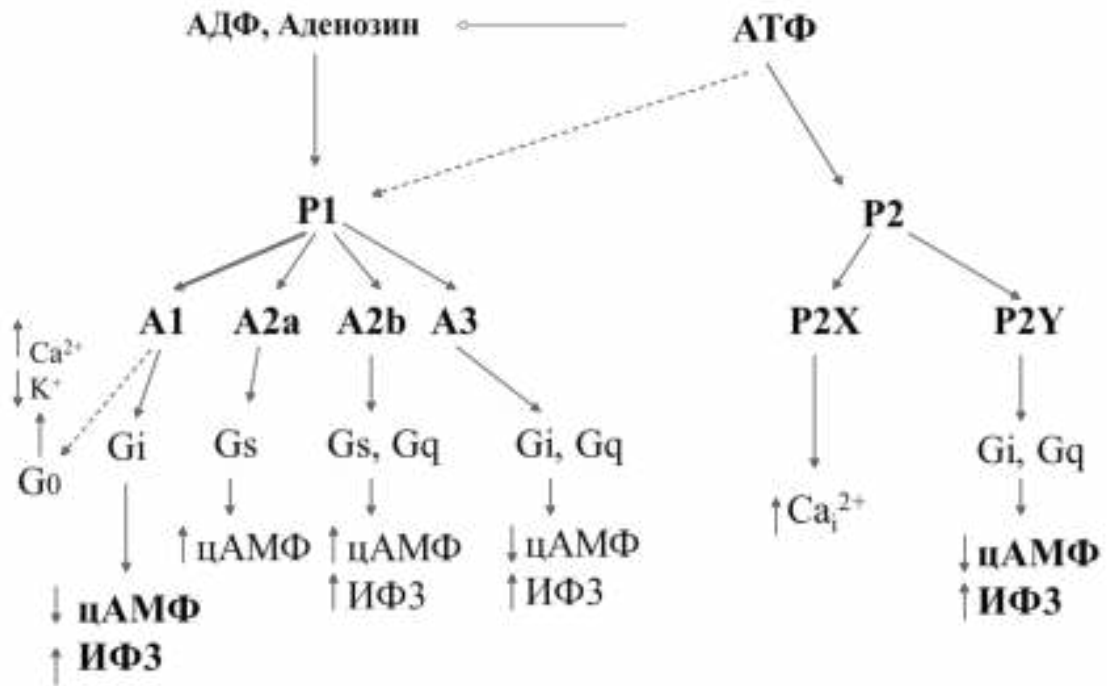 АДФ, Аденозин АТФ
P1 P2
A1 A2a A2b A3 P2X P2Y
↑ Ca²⁺
↓ K⁺
G0 Gi Gs Gs, Gq Gi, Gq Gi, Gq
↑ Caᵢ²⁺
↑ цАМФ ↑ цАМФ ↓ цАМФ ↓ цАМФ
↑ ИФ3 ↑ ИФ3 ↑ ИФ3
↓ цАМФ
↑ ИФ3